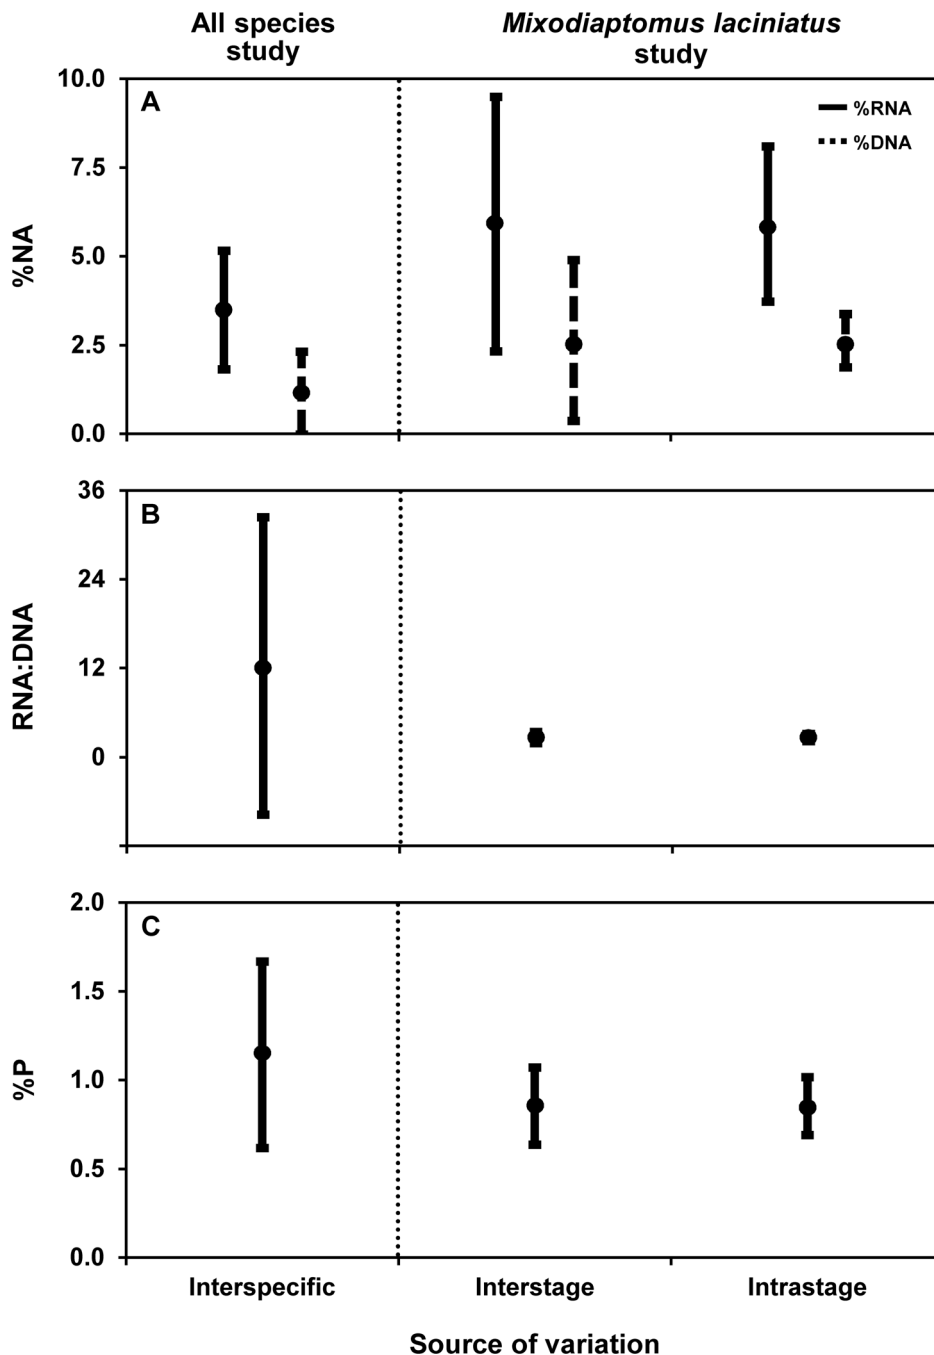 All species
study
Mixodiaptomus laciniatus
study
A
%RNA
%DNA
10.0
7.5
5.0
2.5
0.0
%NA
B
36
24
12
0
RNA:DNA
C
2.0
1.5
1.0
0.5
0.0
%P
Interspecific
Interstage
Intrastage
Source of variation